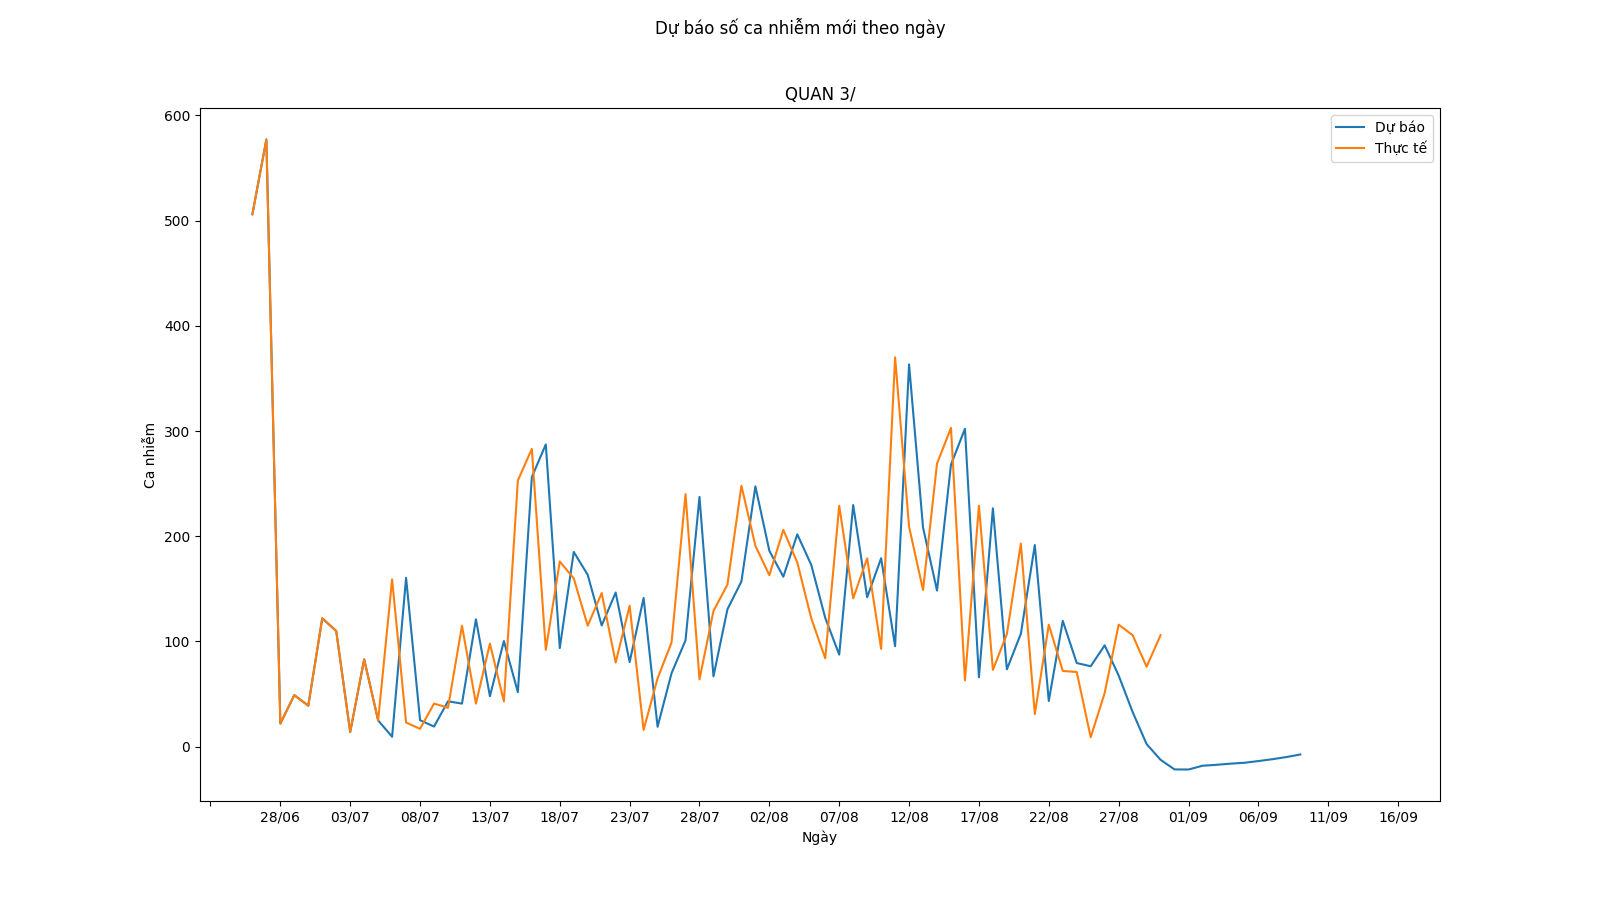 Dự báo số ca nhiễm mới theo ngày
QUAN 3/
Dự báo
Thực tế
600
500
400
300
200
100
0
Ca nhiễm
28/06 03/07 08/07 13/07 18/07 23/07 28/07 02/08 07/08 12/08 17/08 22/08 27/08 01/09 06/09 11/09 16/09
Ngày